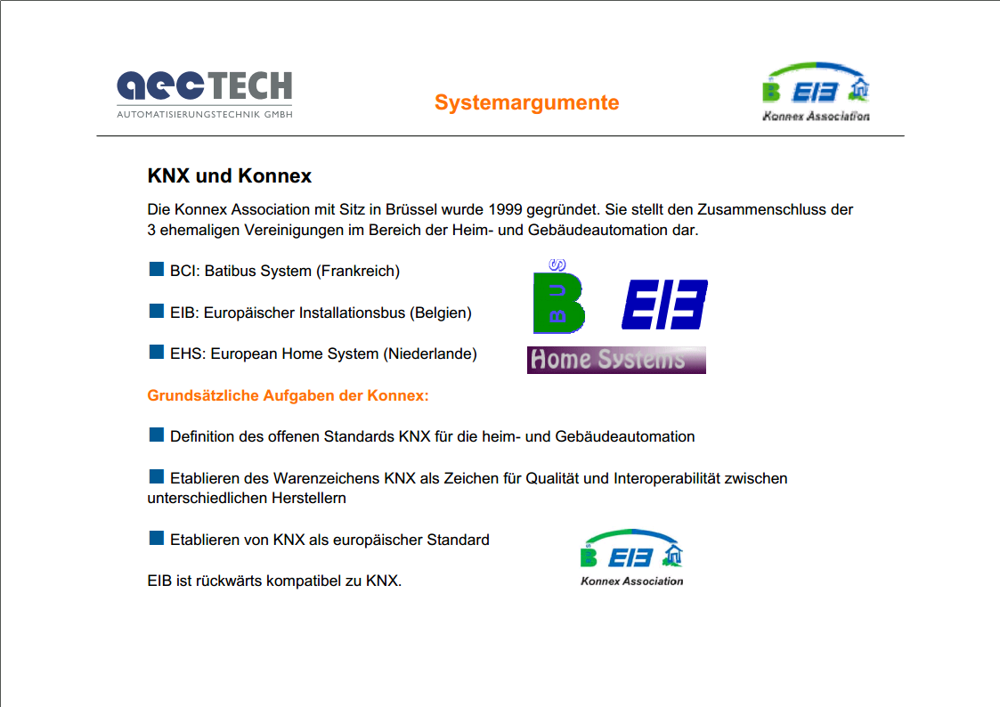 aecTECH
AUTOMATISIERUNGSTECHNIK GMBH
Systemargumente
B S EIB
Konnex Association
KNX und Konnex
Die Konnex Association mit Sitz in Brüssel wurde 1999 gegründet. Sie stellt den Zusammenschluss der
3 ehemaligen Vereinigungen im Bereich der Heim- und Gebäudeautomation dar.
BCI: Batibus System (Frankreich)
EIB: Europäischer Installationsbus (Belgien)
EHS: European Home System (Niederlande)
B BUS
EIB
Home Systems
Grundsätzliche Aufgaben der Konnex:
Definition des offenen Standards KNX für die heim- und Gebäudeautomation
Etablieren des Warenzeichens KNX als Zeichen für Qualität und Interoperabilität zwischen
unterschiedlichen Herstellern
Etablieren von KNX als europäischer Standard
B S EIB
Konnex Association
EIB ist rückwärts kompatibel zu KNX.